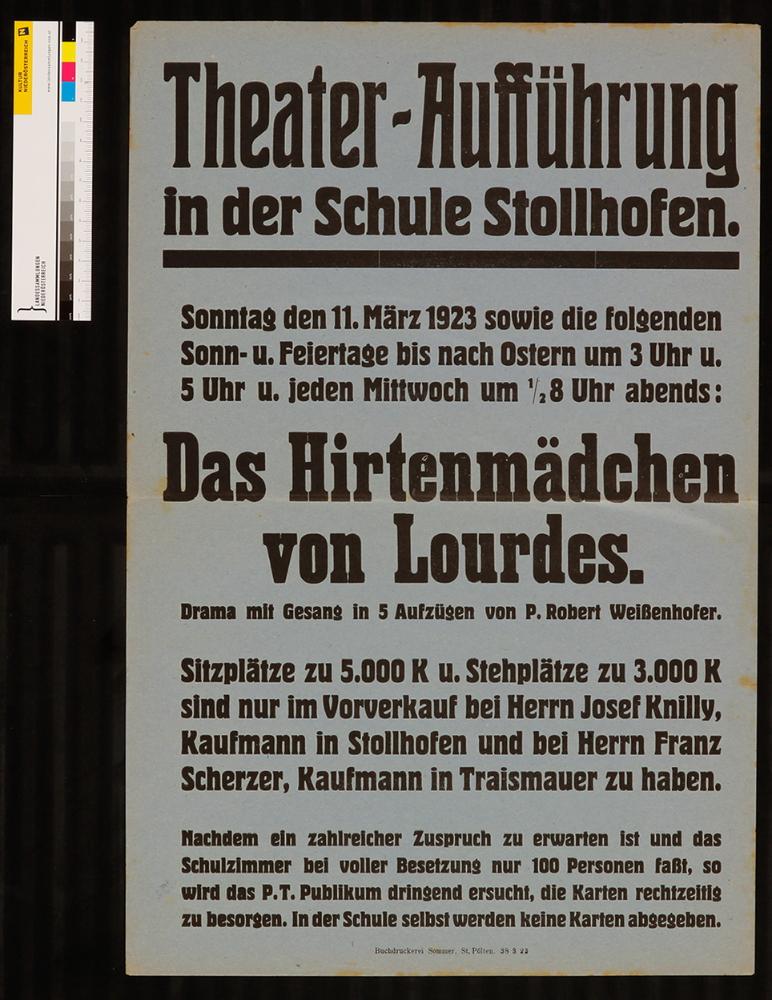 Theater-Aufführung
in der Schule Stollhofen.
Sonntag den 11. März 1923 sowie die folgenden
Sonn- u. Feiertage bis nach Ostern um 3 Uhr u.
5 Uhr u. jeden Mittwoch um 1/2 8 Uhr abends:
Das Hirtenmädchen
von Lourdes.
Drama mit Gesang in 5 Aufzügen von P. Robert Weißenhofer.
Sitzplätze zu 5.000 K u. Stehplätze zu 3.000 K
sind nur im Vorverkauf bei Herrn Josef Knilly,
Kaufmann in Stollhofen und bei Herrn Franz
Scherzer, Kaufmann in Traismauer zu haben.
Nachdem ein zahlreicher Zuspruch zu erwarten ist und das
Schulzimmer bei voller Besetzung nur 100 Personen faßt, so
wird das P.T. Publikum dringend ersucht, die Karten rechtzeitig
zu besorgen. In der Schule selbst werden keine Karten abgegeben.
Buchdruckerei Sommer, St. Pölten. 38 3 23
KULTUR
NIEDERÖSTERREICH
LANDESSAMMLUNGEN
NIEDERÖSTERREICH